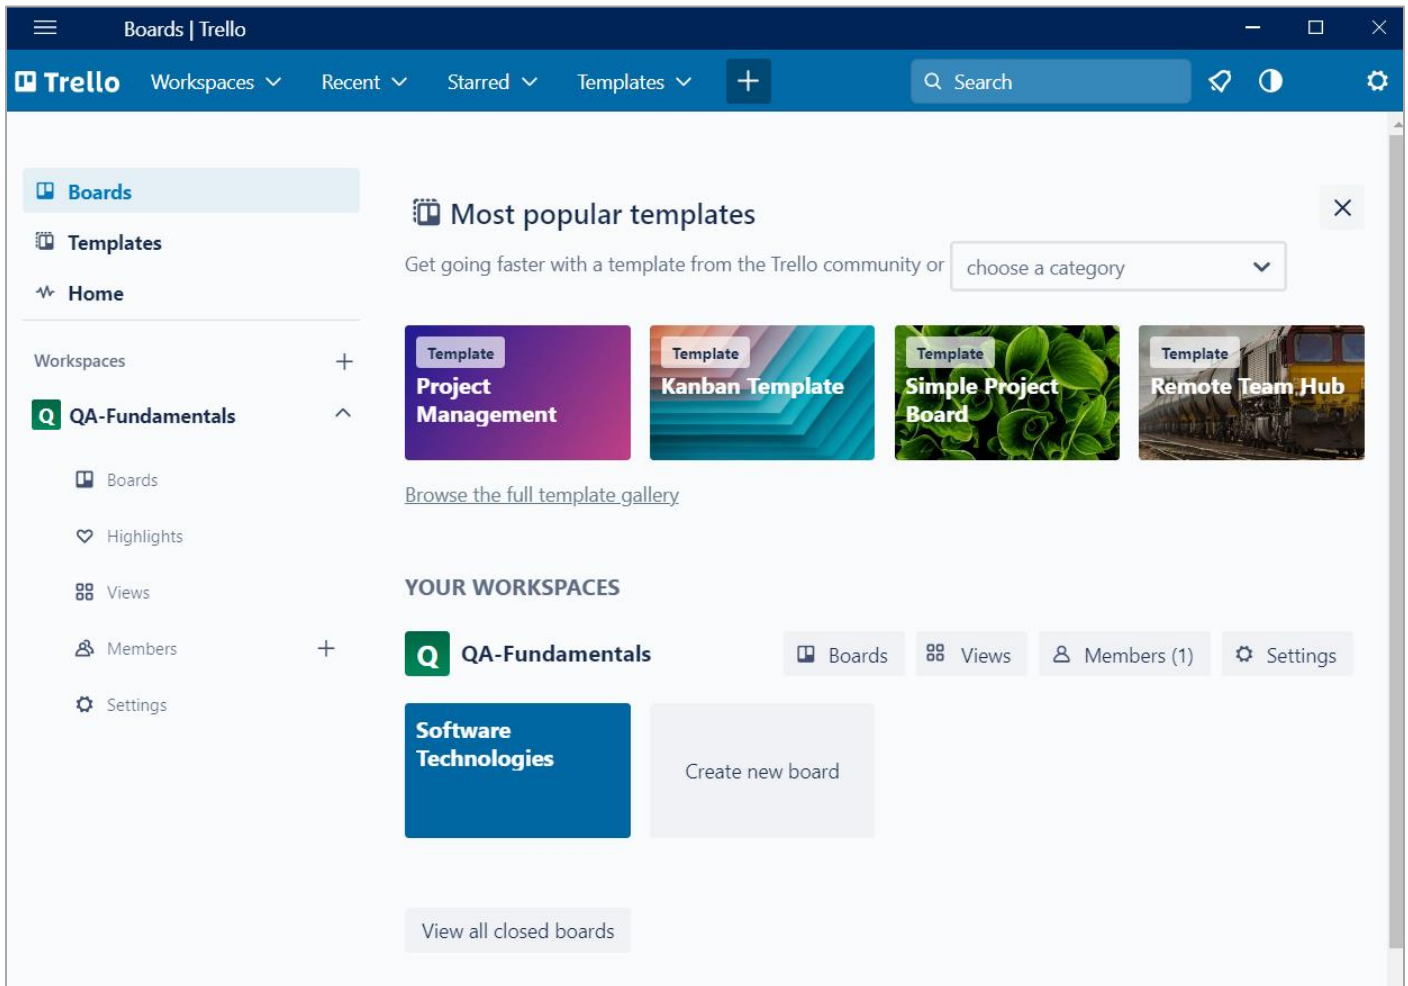 Boards | Trello
Trello Workspaces Recent Starred Templates + Search
Boards
Templates
Home
Workspaces
Q QA-Fundamentals
Boards
Highlights
Views
Members
Settings
Most popular templates
Get going faster with a template from the Trello community or choose a category
Template
Project
Management
Template
Kanban Template
Template
Simple Project
Board
Template
Remote Team Hub
Browse the full template gallery
YOUR WORKSPACES
Q QA-Fundamentals Boards Views Members (1) Settings
Software
Technologies
Create new board
View all closed boards